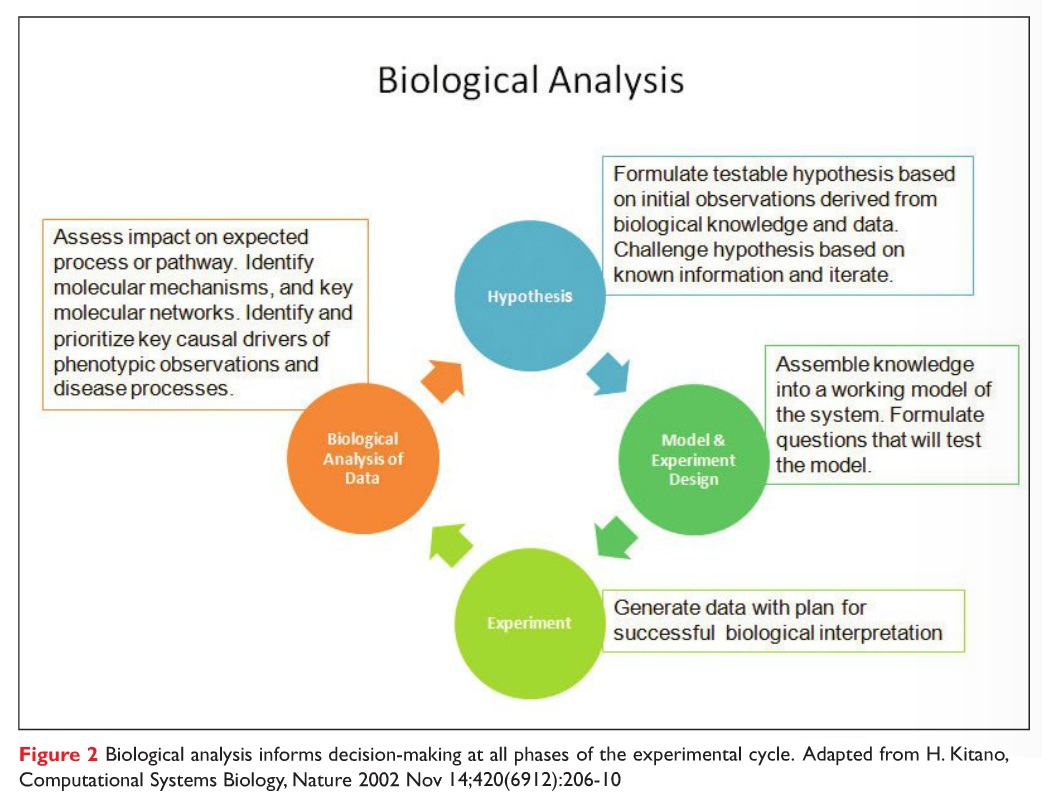 Biological Analysis
Formulate testable hypothesis based
on initial observations derived from
biological knowledge and data.
Challenge hypothesis based on
known information and iterate.
Assess impact on expected
process or pathway. Identify
molecular mechanisms, and key
molecular networks. Identify and
prioritize key causal drivers of
phenotypic observations and
disease processes.
Hypothesis
Assemble knowledge
into a working model of
the system. Formulate
questions that will test
the model.
Biological
Analysis of
Data
Model &
Experiment
Design
Experiment
Generate data with plan for
successful biological interpretation
Figure 2 Biological analysis informs decision-making at all phases of the experimental cycle. Adapted from H. Kitano,
Computational Systems Biology, Nature 2002 Nov 14;420(6912):206-10